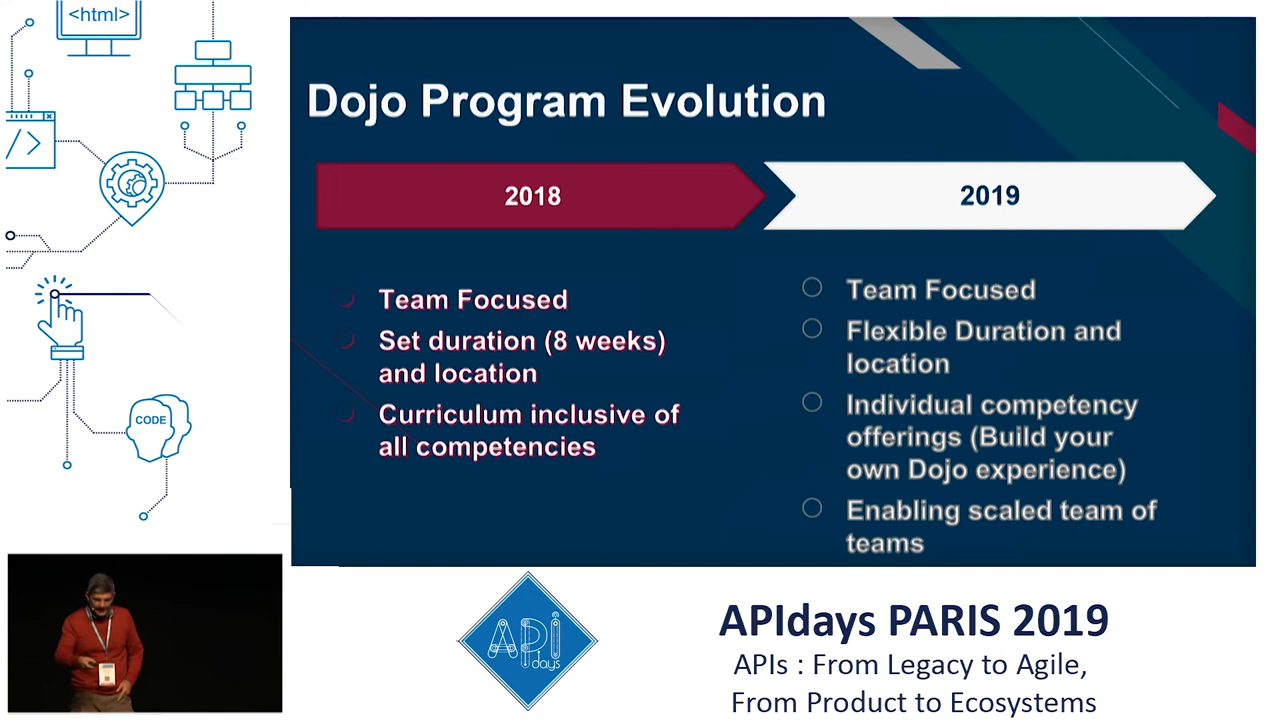 <html>
/>
CODE
Dojo Program Evolution
2018
2019
Team Focused
Set duration (8 weeks)
and location
Curriculum inclusive of
all competencies
Team Focused
Flexible Duration and
location
Individual competency
offerings (Build your
own Dojo experience)
Enabling scaled team of
teams
API
days
APIdays PARIS 2019
APIs : From Legacy to Agile,
From Product to Ecosystems